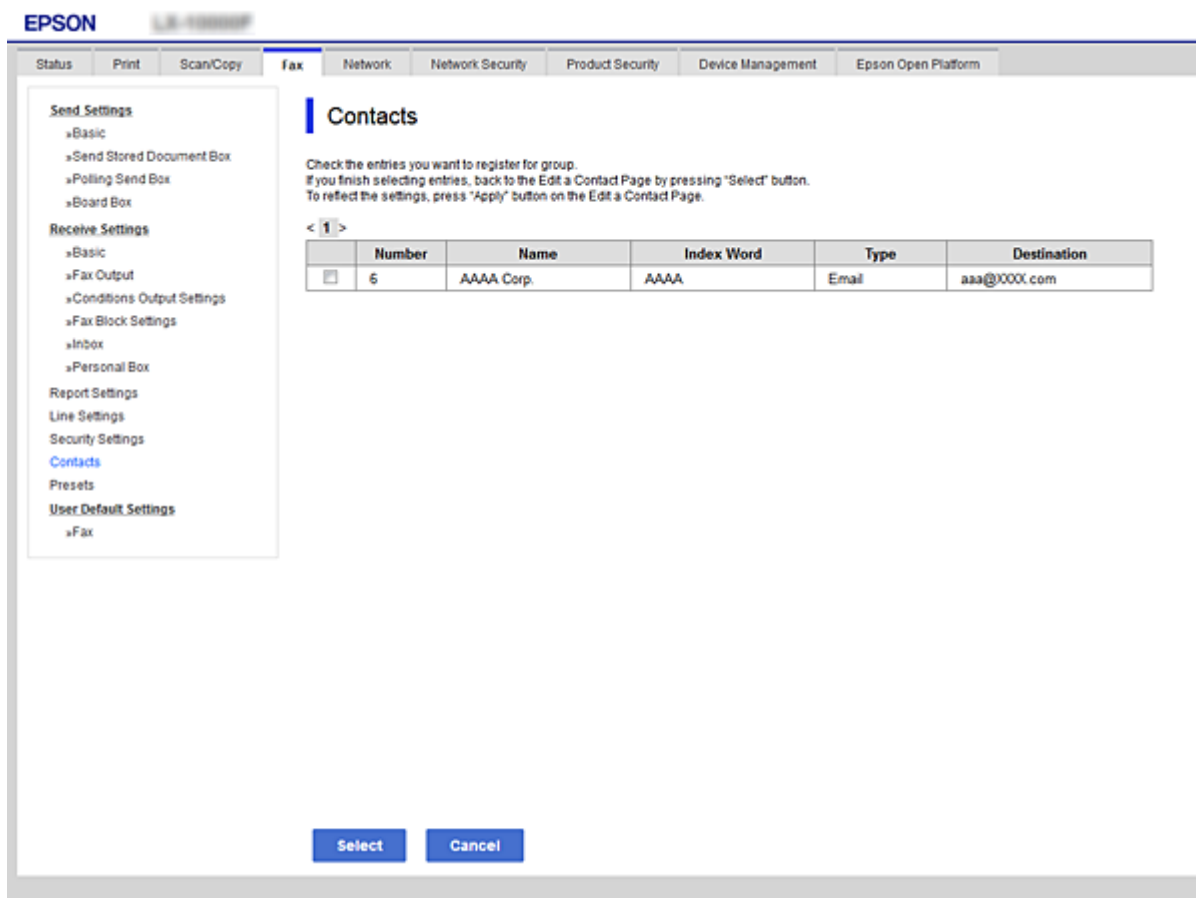 EPSON
Status Print Scan/Copy Fax Network Network Security Product Security Device Management Epson Open Platform
Send Settings
»Basic
»Send Stored Document Box
»Polling Send Box
»Board Box
Receive Settings
»Basic
»Fax Output
»Conditions Output Settings
»Fax Block Settings
»Inbox
»Personal Box
Report Settings
Line Settings
Security Settings
Contacts
Presets
User Default Settings
»Fax
Contacts
Check the entries you want to register for group.
If you finish selecting entries, back to the Edit a Contact Page by pressing "Select" button.
To reflect the settings, press "Apply" button on the Edit a Contact Page.
< 1 >
Number Name Index Word Type Destination
6 AAAA Corp. AAAA Email aaa@XXXX.com
Select Cancel